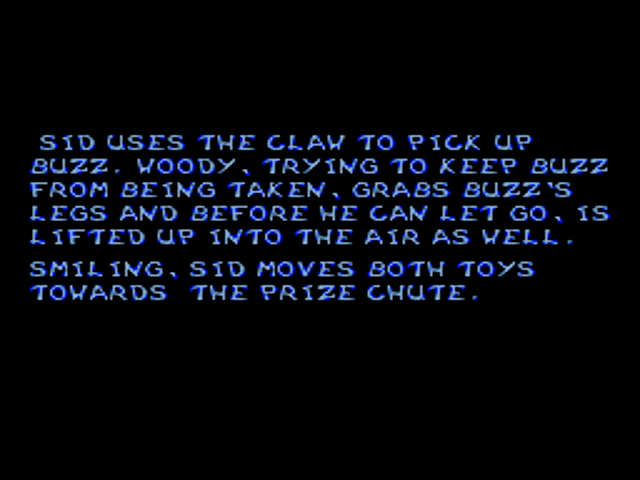 SID USES THE CLAW TO PICK UP
BUZZ. WOODY, TRYING TO KEEP BUZZ
FROM BEING TAKEN, GRABS BUZZ'S
LEGS AND BEFORE HE CAN LET GO, IS
LIFTED UP INTO THE AIR AS WELL.
SMILING, SID MOVES BOTH TOYS
TOWARDS THE PRIZE CHUTE.